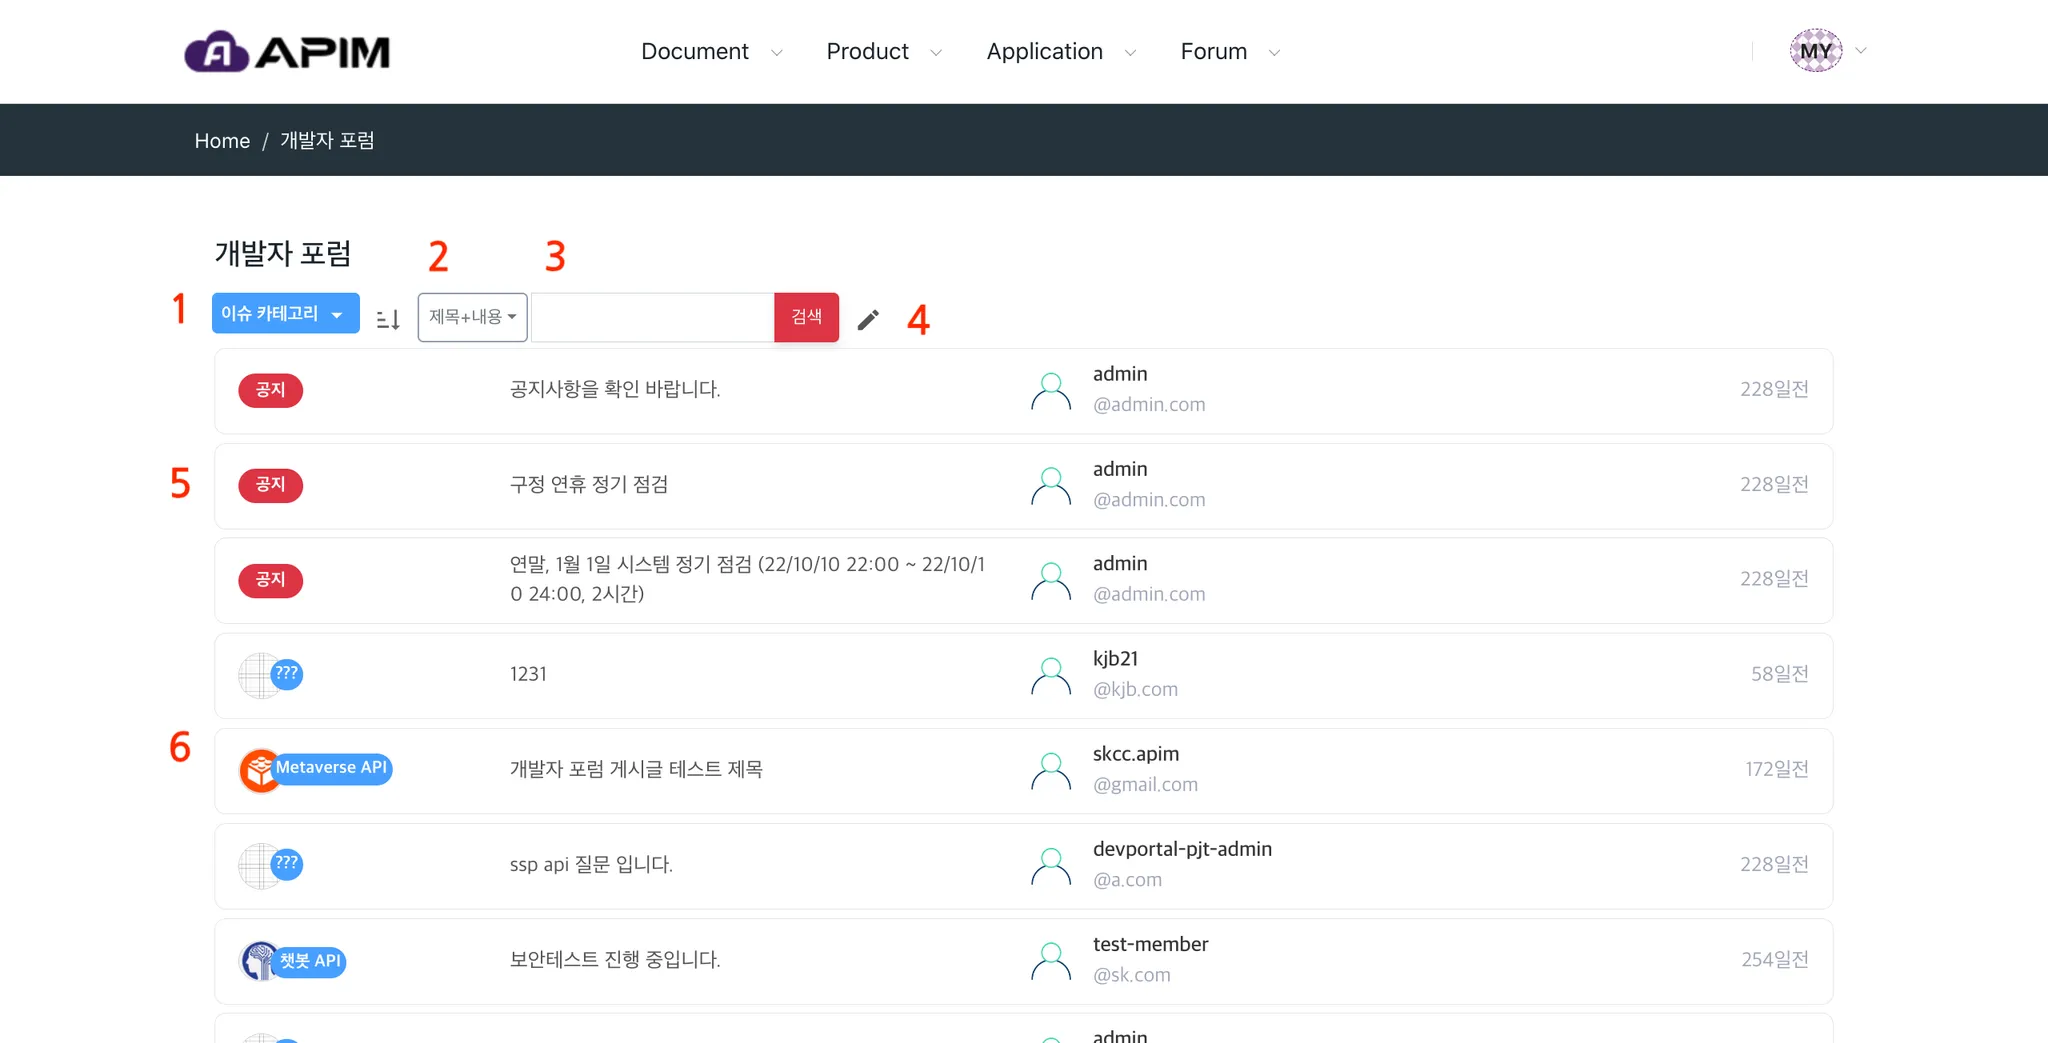 APIM
Document
Product
Application
Forum
MY
Home / 개발자 포럼
개발자 포럼
2
3
1
이슈 카테고리
제목+내용
검색
4
공지
공지사항을 확인 바랍니다.
admin
@admin.com
228일전
5
공지
구정 연휴 정기 점검
admin
@admin.com
228일전
공지
연말, 1월 1일 시스템 정기 점검 (22/10/10 22:00 ~ 22/10/1
0 24:00, 2시간)
admin
@admin.com
228일전
???
1231
kjb21
@kjb.com
58일전
6
Metaverse API
개발자 포럼 게시글 테스트 제목
skcc.apim
@gmail.com
172일전
???
ssp api 질문 입니다.
devportal-pjt-admin
@a.com
228일전
챗봇 API
보안테스트 진행 중입니다.
test-member
@sk.com
254일전
admin